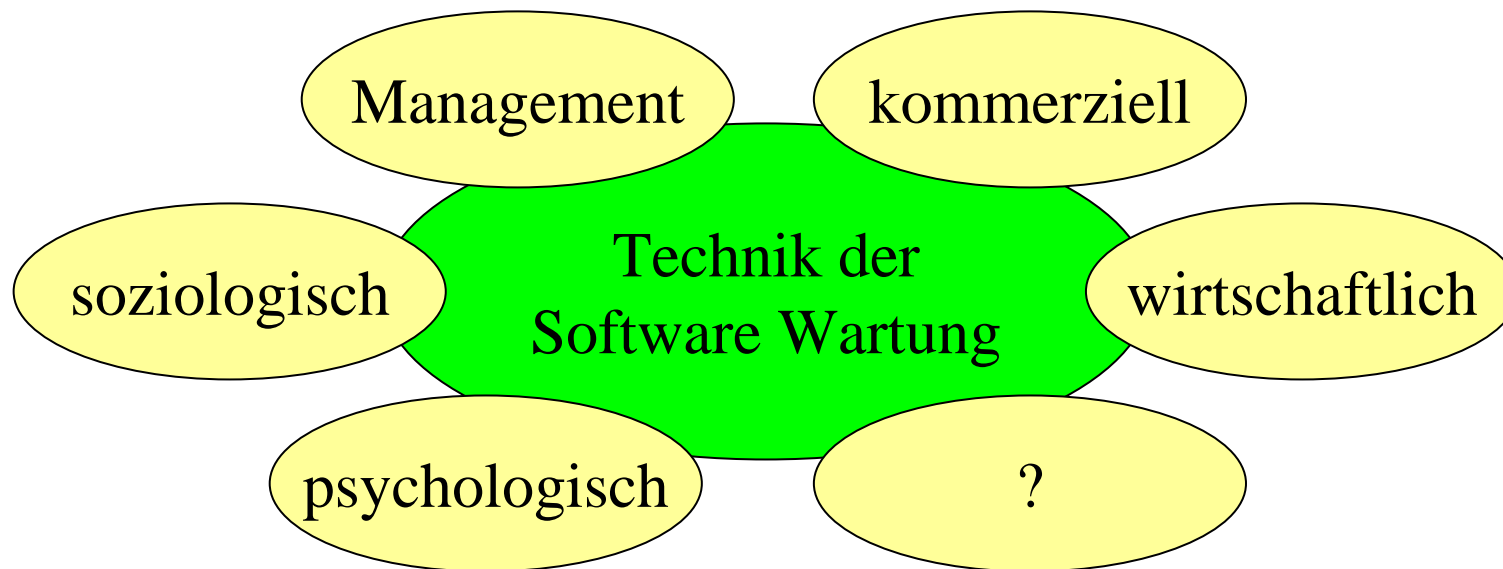 Management
kommerziell
Technik der
Software Wartung
soziologisch
wirtschaftlich
psychologisch
?